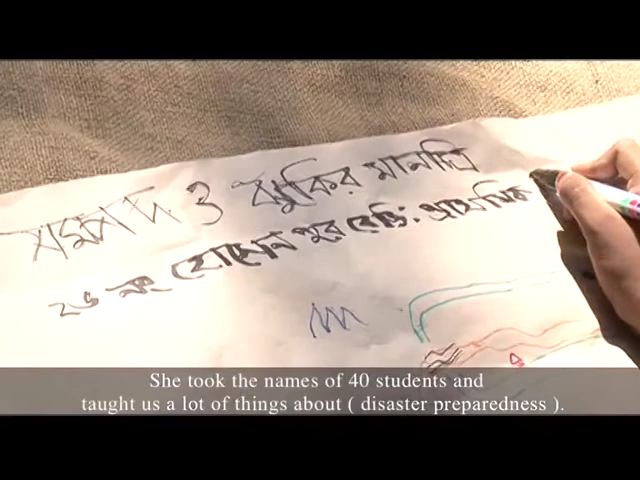 সম্পদ ও ঝুকির মানচিত্র
২৬ নং হোসেন পুর রেজিঃ প্রাথমিক
She took the names of 40 students and
taught us a lot of things about ( disaster preparedness ).